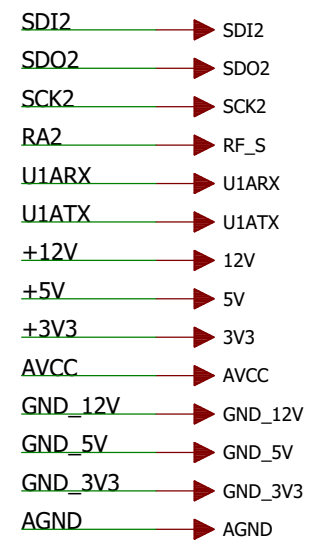 SDI2 SDI2
SDO2 SDO2
SCK2 SCK2
RA2 RF_S
U1ARX U1ARX
U1ATX U1ATX
+12V 12V
+5V 5V
+3V3 3V3
AVCC AVCC
GND_12V GND_12V
GND_5V GND_5V
GND_3V3 GND_3V3
AGND AGND